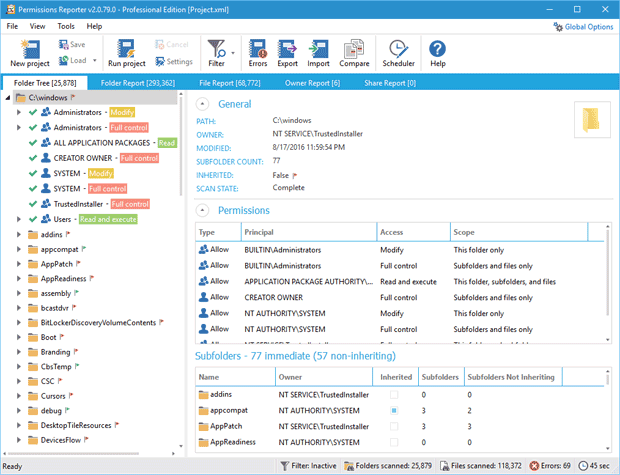 Permissions Reporter v2.0.79.0 - Professional Edition [Project.xml]
File View Tools Help
Global Options
New project Save Load Run project Cancel Settings Filter Errors Export Import Compare Scheduler Help
Folder Tree [25,878] Folder Report [293,362] File Report [68,772] Owner Report [6] Share Report [0]
C:\windows
Administrators - Modify
Administrators - Full control
ALL APPLICATION PACKAGES - Read
CREATOR OWNER - Full control
SYSTEM - Modify
SYSTEM - Full control
TrustedInstaller - Full control
Users - Read and execute
addins
appcompat
AppPatch
AppReadiness
assembly
bcastdvr
BitLockerDiscoveryVolumeContents
Boot
Branding
CbsTemp
CSC
Cursors
debug
DesktopTileResources
DevicesFlow
General
PATH: C:\windows
OWNER: NT SERVICE\TrustedInstaller
MODIFIED: 8/17/2016 11:59:54 PM
SUBFOLDER COUNT: 77
INHERITED: False
SCAN STATE: Complete
Permissions
Type Principal Access Scope
Allow BUILTIN\Administrators Modify This folder only
Allow BUILTIN\Administrators Full control Subfolders and files only
Allow APPLICATION PACKAGE AUTHORITY\... Read and execute This folder, subfolders, and files
Allow CREATOR OWNER Full control Subfolders and files only
Allow NT AUTHORITY\SYSTEM Modify This folder only
Allow NT AUTHORITY\SYSTEM Full control Subfolders and files only
Subfolders - 77 immediate (57 non-inheriting)
Name Owner Inherited Subfolders Subfolders Not Inheriting
addins NT SERVICE\TrustedInstaller 0 0
appcompat NT AUTHORITY\SYSTEM 3 2
AppPatch NT SERVICE\TrustedInstaller 3 3
AppReadiness NT AUTHORITY\SYSTEM 0 0
Filter: Inactive Folders scanned: 25,879 Files scanned: 118,372 Errors: 69 45 sec